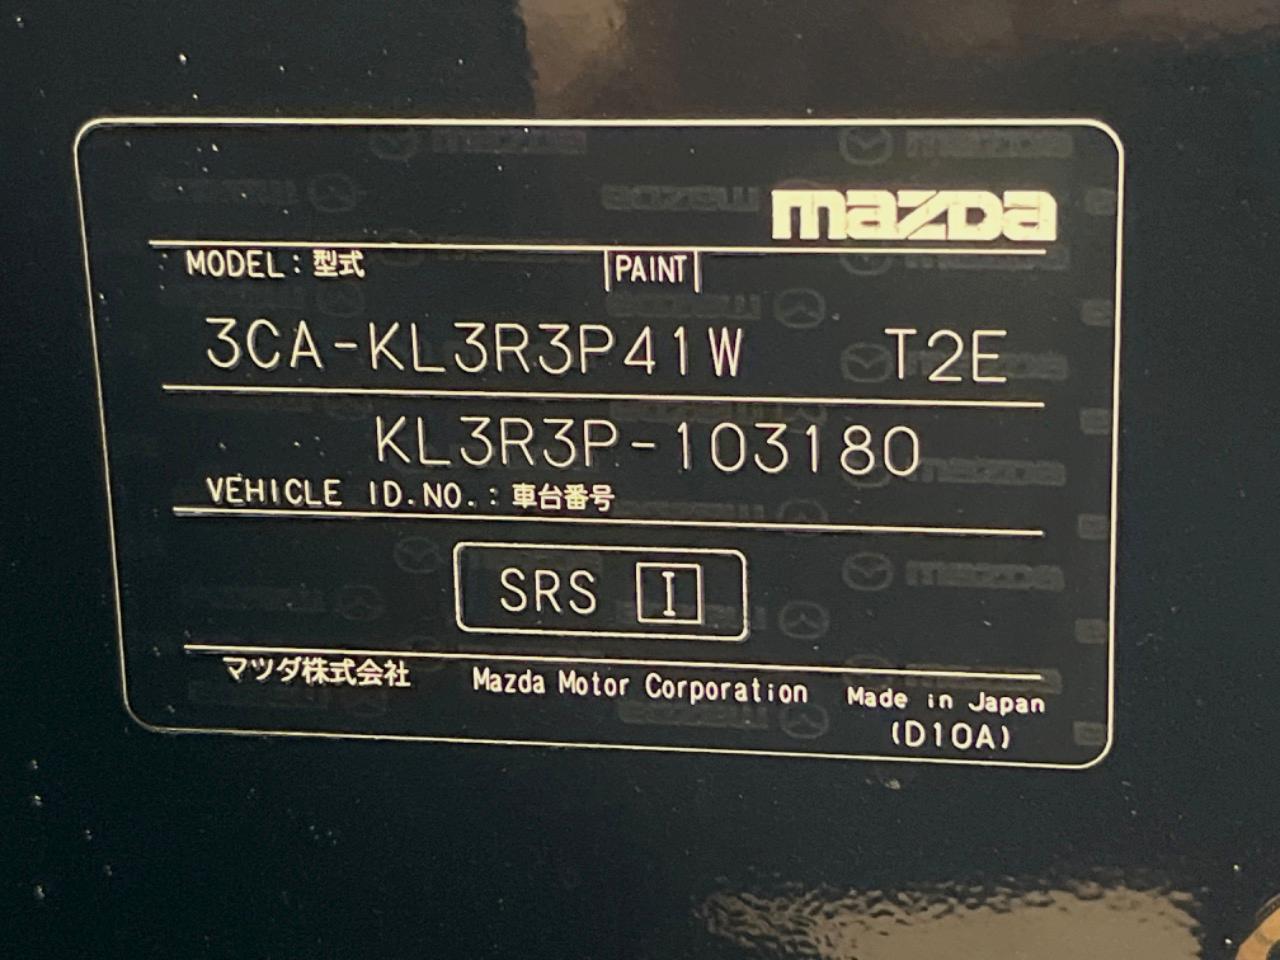 mazda
MODEL : 型式 PAINT
3CA-KL3R3P41W T2E
KL3R3P-103180
VEHICLE ID.NO. : 車台番号
SRS I
マツダ株式会社 Mazda Motor Corporation Made in Japan
(D10A)